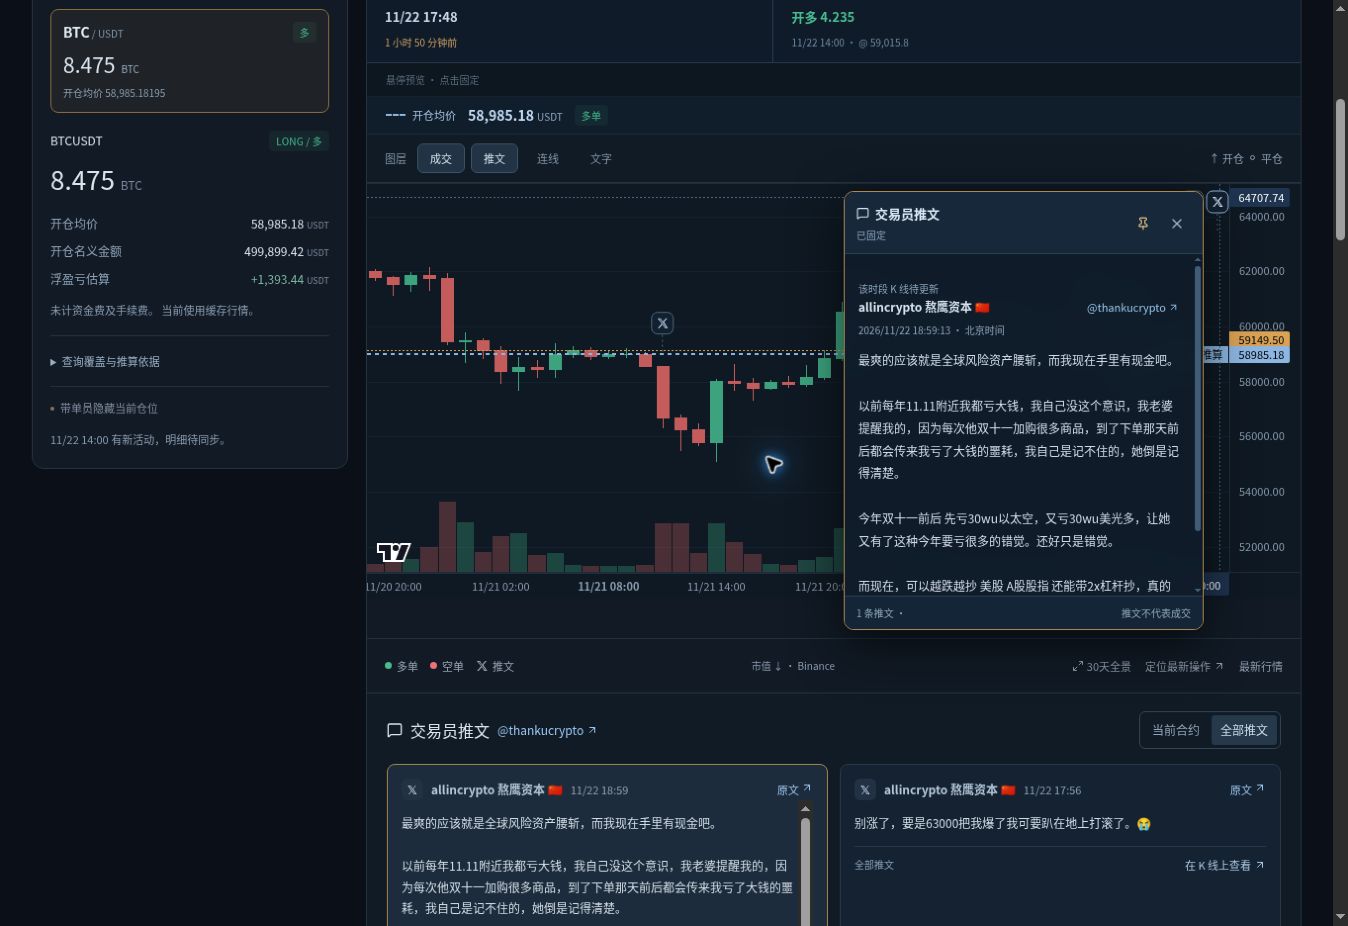 BTC / USDT
多
8.475 BTC
开仓均价 58,985.18195
BTCUSDT
LONG / 多
8.475 BTC
开仓均价
58,985.18 USDT
开仓名义金额
499,899.42 USDT
浮盈亏估算
+1,393.44 USDT
未计资金费及手续费。 当前使用缓存行情。
▶ 查询覆盖与推算依据
• 带单员隐藏当前仓位
11/22 14:00 有新活动，明细待同步。
11/22 17:48
1 小时 50 分钟前
开多 4.235
11/22 14:00 · @ 59,015.8
悬停预览 · 点击固定
开仓均价 58,985.18 USDT 多单
图层 成交 推文 连线 文字
↑ 开仓 ∘ 平仓
交易员推文
已固定
该时段 K 线待更新
allincrypto 熬鹰资本 🇨🇳
@thankucrypto ↗
2026/11/22 18:59:13 · 北京时间
最爽的应该就是全球风险资产腰斩，而我现在手里有现金吧。
以前每年11.11附近我都亏大钱，我自己没这个意识，我老婆
提醒我的，因为每次他双十一加购很多商品，到了下单那天前
后都会传来我亏了大钱的噩耗，我自己是记不住的，她倒是记
得清楚。
今年双十一前后 先亏30wu以太空，又亏30wu美光多，让她
又有了这种今年要亏很多的错觉。还好只是错觉。
而现在，可以越跌越抄 美股 A股股指 还能带2x杠杆抄，真的
1 条推文 ·
推文不代表成交
64707.74
64000.00
62000.00
60000.00
59149.50
推算 58985.18
58000.00
56000.00
54000.00
52000.00
11/20 20:00
11/21 02:00
11/21 08:00
11/21 14:00
11/21 20:0
0:00
多单 空单 𝕏 推文
市值 ↓ · Binance
30天全景
定位最新操作 ↗
最新行情
交易员推文 @thankucrypto ↗
当前合约 全部推文
𝕏 allincrypto 熬鹰资本 🇨🇳 11/22 18:59
原文 ↗
最爽的应该就是全球风险资产腰斩，而我现在手里有现金吧。
以前每年11.11附近我都亏大钱，我自己没这个意识，我老婆提醒我的，因
为每次他双十一加购很多商品，到了下单那天前后都会传来我亏了大钱的噩
耗，我自己是记不住的，她倒是记得清楚。
𝕏 allincrypto 熬鹰资本 🇨🇳 11/22 17:56
原文 ↗
别涨了，要是63000把我爆了我可要趴在地上打滚了。😭
全部推文
在 K 线上查看 ↗